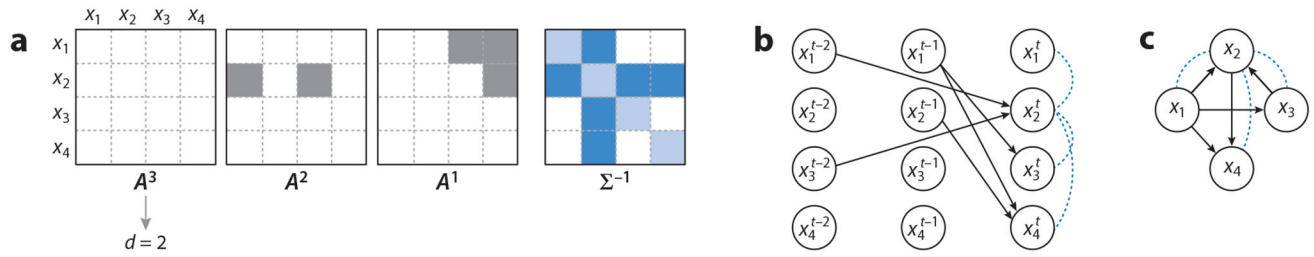 a
x₁ x₂ x₃ x₄
x₁
x₂
x₃
x₄
A³ A² A¹ Σ⁻¹
d = 2
b
x₁ᵗ⁻² x₁ᵗ⁻¹ x₁ᵗ
x₂ᵗ⁻² x₂ᵗ⁻¹ x₂ᵗ
x₃ᵗ⁻² x₃ᵗ⁻¹ x₃ᵗ
x₄ᵗ⁻² x₄ᵗ⁻¹ x₄ᵗ
c
x₂
x₁ x₃
x₄